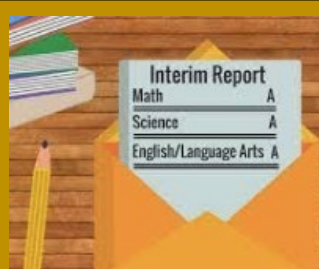 Interim Report
Math A
Science A
English/Language Arts A